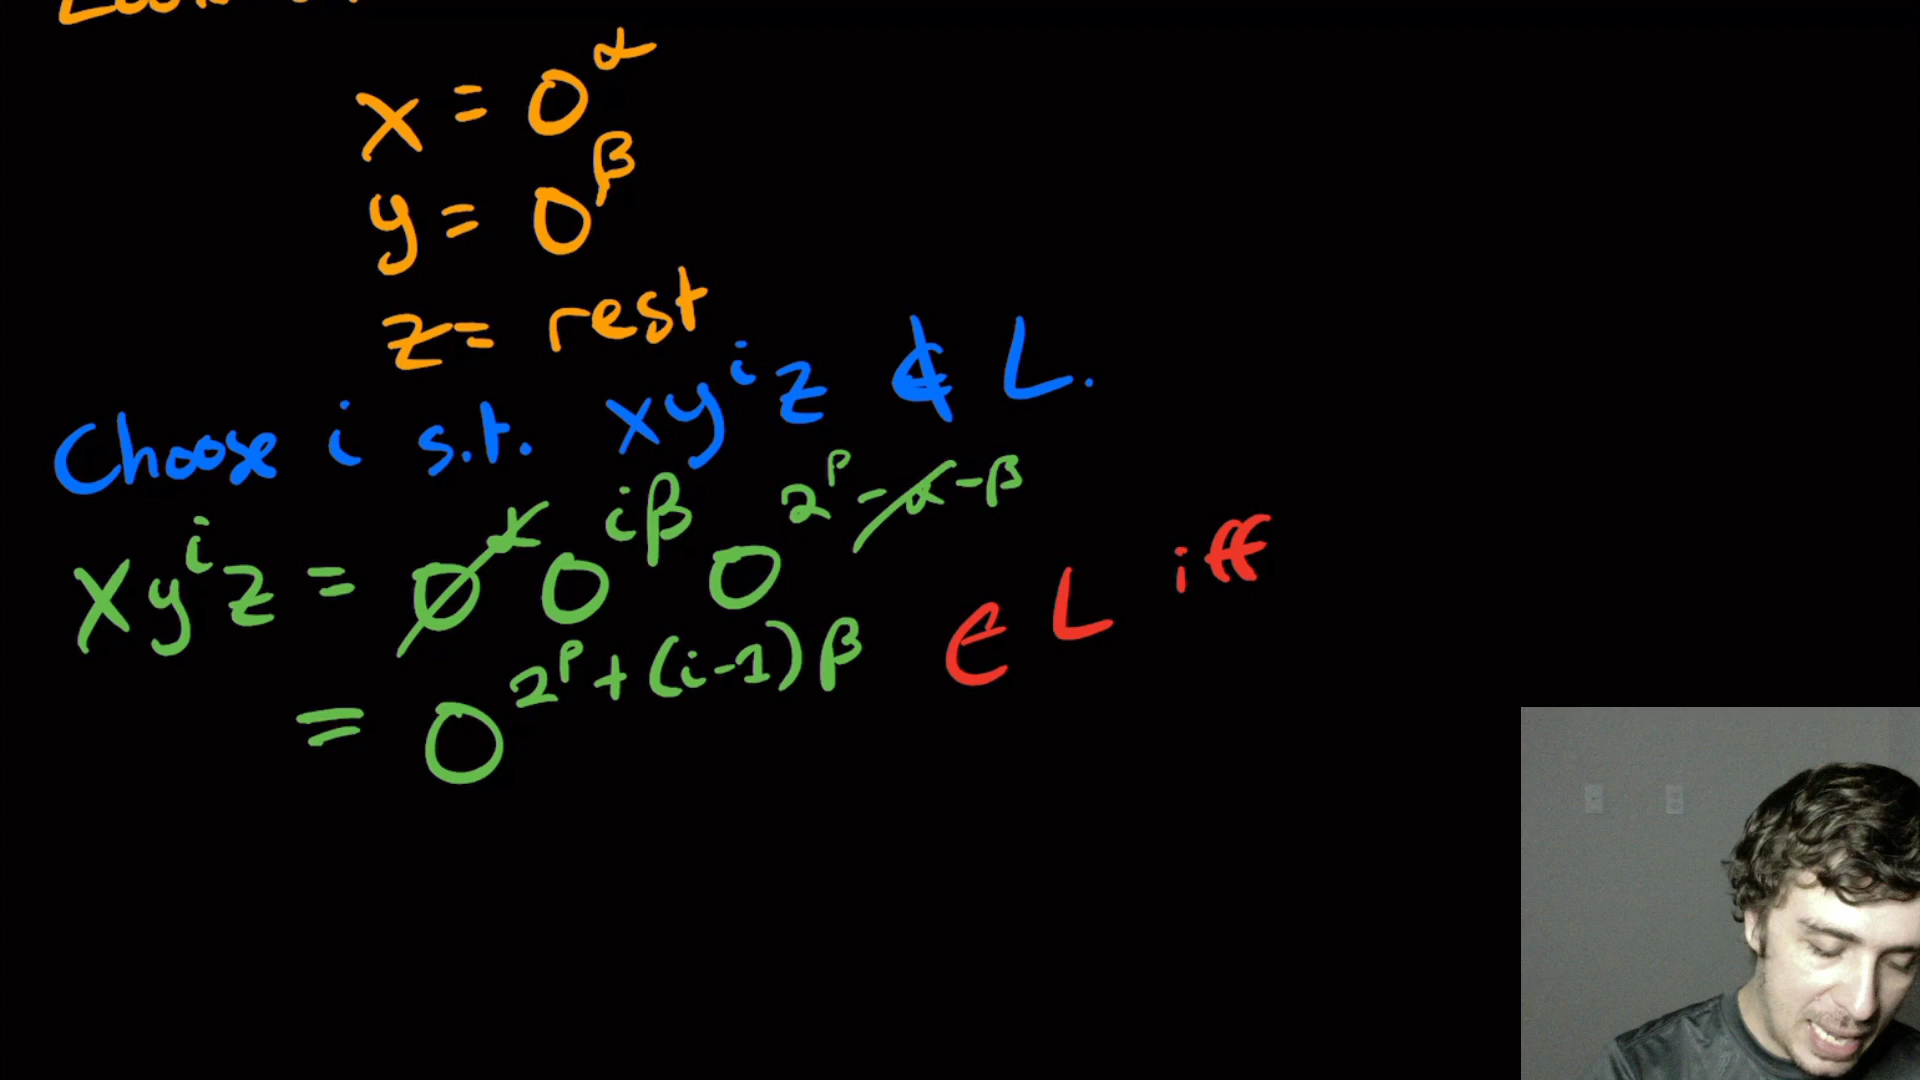 x = 0^α
y = 0^β
z = rest
Choose i s.t. xy^i z ∉ L.
xy^i z = 0^α 0^{iβ} 0^{2^p - α - β}
= 0^{2^p + (i-1)β} ∈ L iff